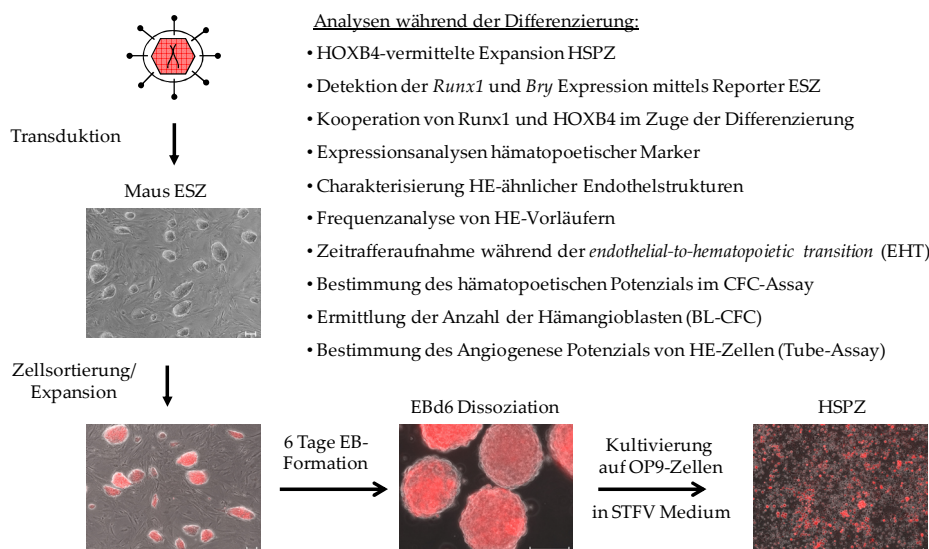 Analysen während der Differenzierung:
• HOXB4-vermittelte Expansion HSPZ
• Detektion der Runx1 und Bry Expression mittels Reporter ESZ
• Kooperation von Runx1 und HOXB4 im Zuge der Differenzierung
• Expressionsanalysen hämatopoetischer Marker
• Charakterisierung HE-ähnlicher Endothelstrukturen
• Frequenzanalyse von HE-Vorläufern
• Zeitrafferaufnahme während der endothelial-to-hematopoietic transition (EHT)
• Bestimmung des hämatopoetischen Potenzials im CFC-Assay
• Ermittlung der Anzahl der Hämangioblasten (BL-CFC)
• Bestimmung des Angiogenese Potenzials von HE-Zellen (Tube-Assay)
Transduktion
Maus ESZ
Zellsortierung/
Expansion
6 Tage EB-
Formation
EBd6 Dissoziation
Kultivierung
auf OP9-Zellen
in STFV Medium
HSPZ